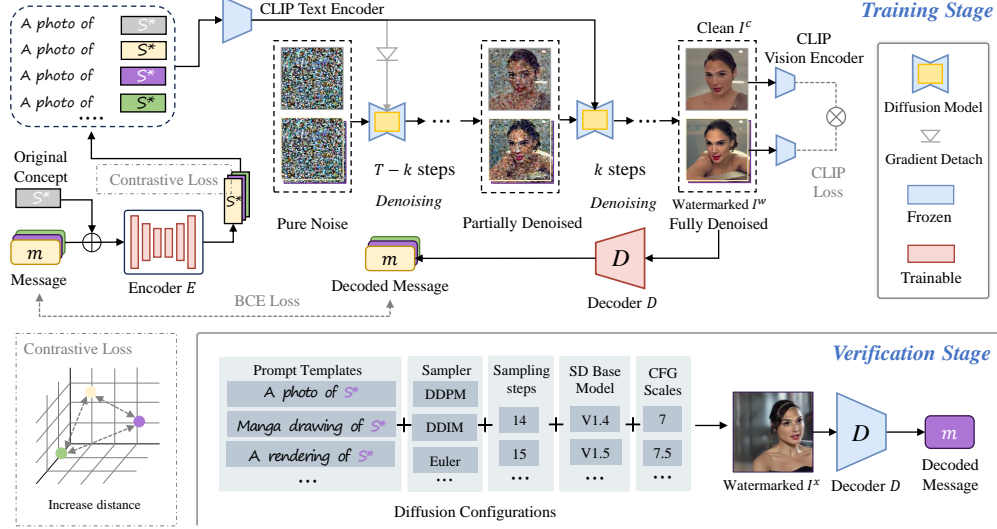 Training Stage
A photo of S*
A photo of S*
A photo of S*
A photo of S*
....
CLIP Text Encoder
Clean I^c
CLIP
Vision Encoder
Diffusion Model
Gradient Detach
Frozen
Trainable
CLIP
Loss
T − k steps
Denoising
k steps
Denoising
Pure Noise
Partially Denoised
Watermarked I^w
Fully Denoised
Original
Concept
S*
Contrastive Loss
S*
m
Message
Encoder E
m
Decoded Message
D
Decoder D
BCE Loss
Contrastive Loss
Increase distance
Verification Stage
Prompt Templates
A photo of S*
Manga drawing of S*
A rendering of S*
...
Sampler
DDPM
DDIM
Euler
...
Sampling
steps
14
15
...
SD Base
Model
V1.4
V1.5
...
CFG
Scales
7
7.5
...
Diffusion Configurations
Watermarked I^x
D
Decoder D
m
Decoded
Message